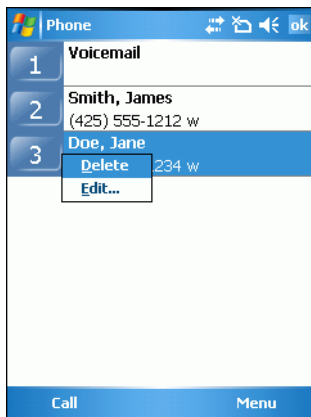 Phone ok
1 Voicemail
2 Smith, James
(425) 555-1212 w
3 Doe, Jane
Delete 234 w
Edit...
Call Menu